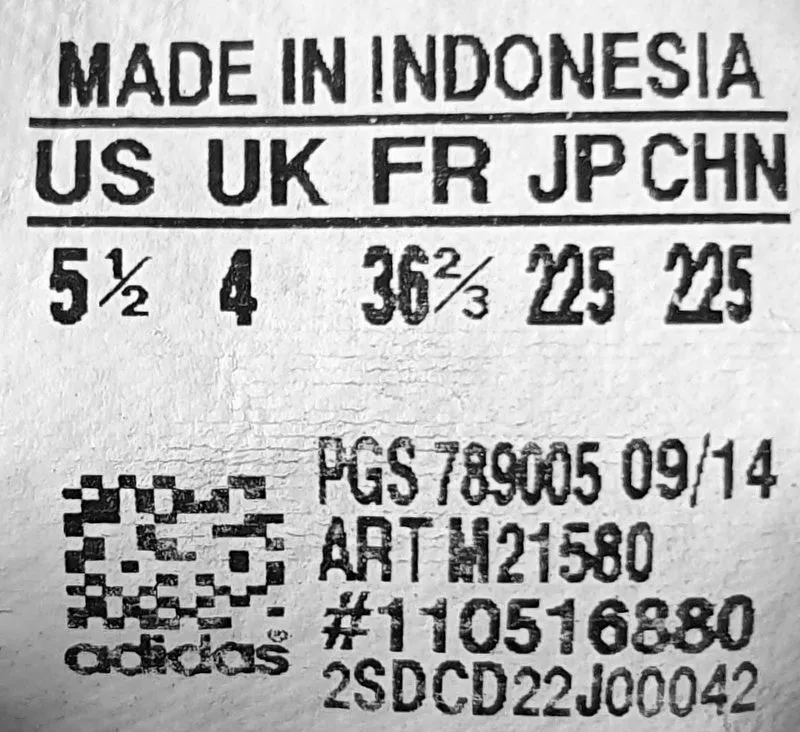 MADE IN INDONESIA
US UK FR JP CHN
5½ 4 36⅔ 225 225
PGS 789005 09/14
ART M21580
#110516880
adidas®
2SDCD22J00042